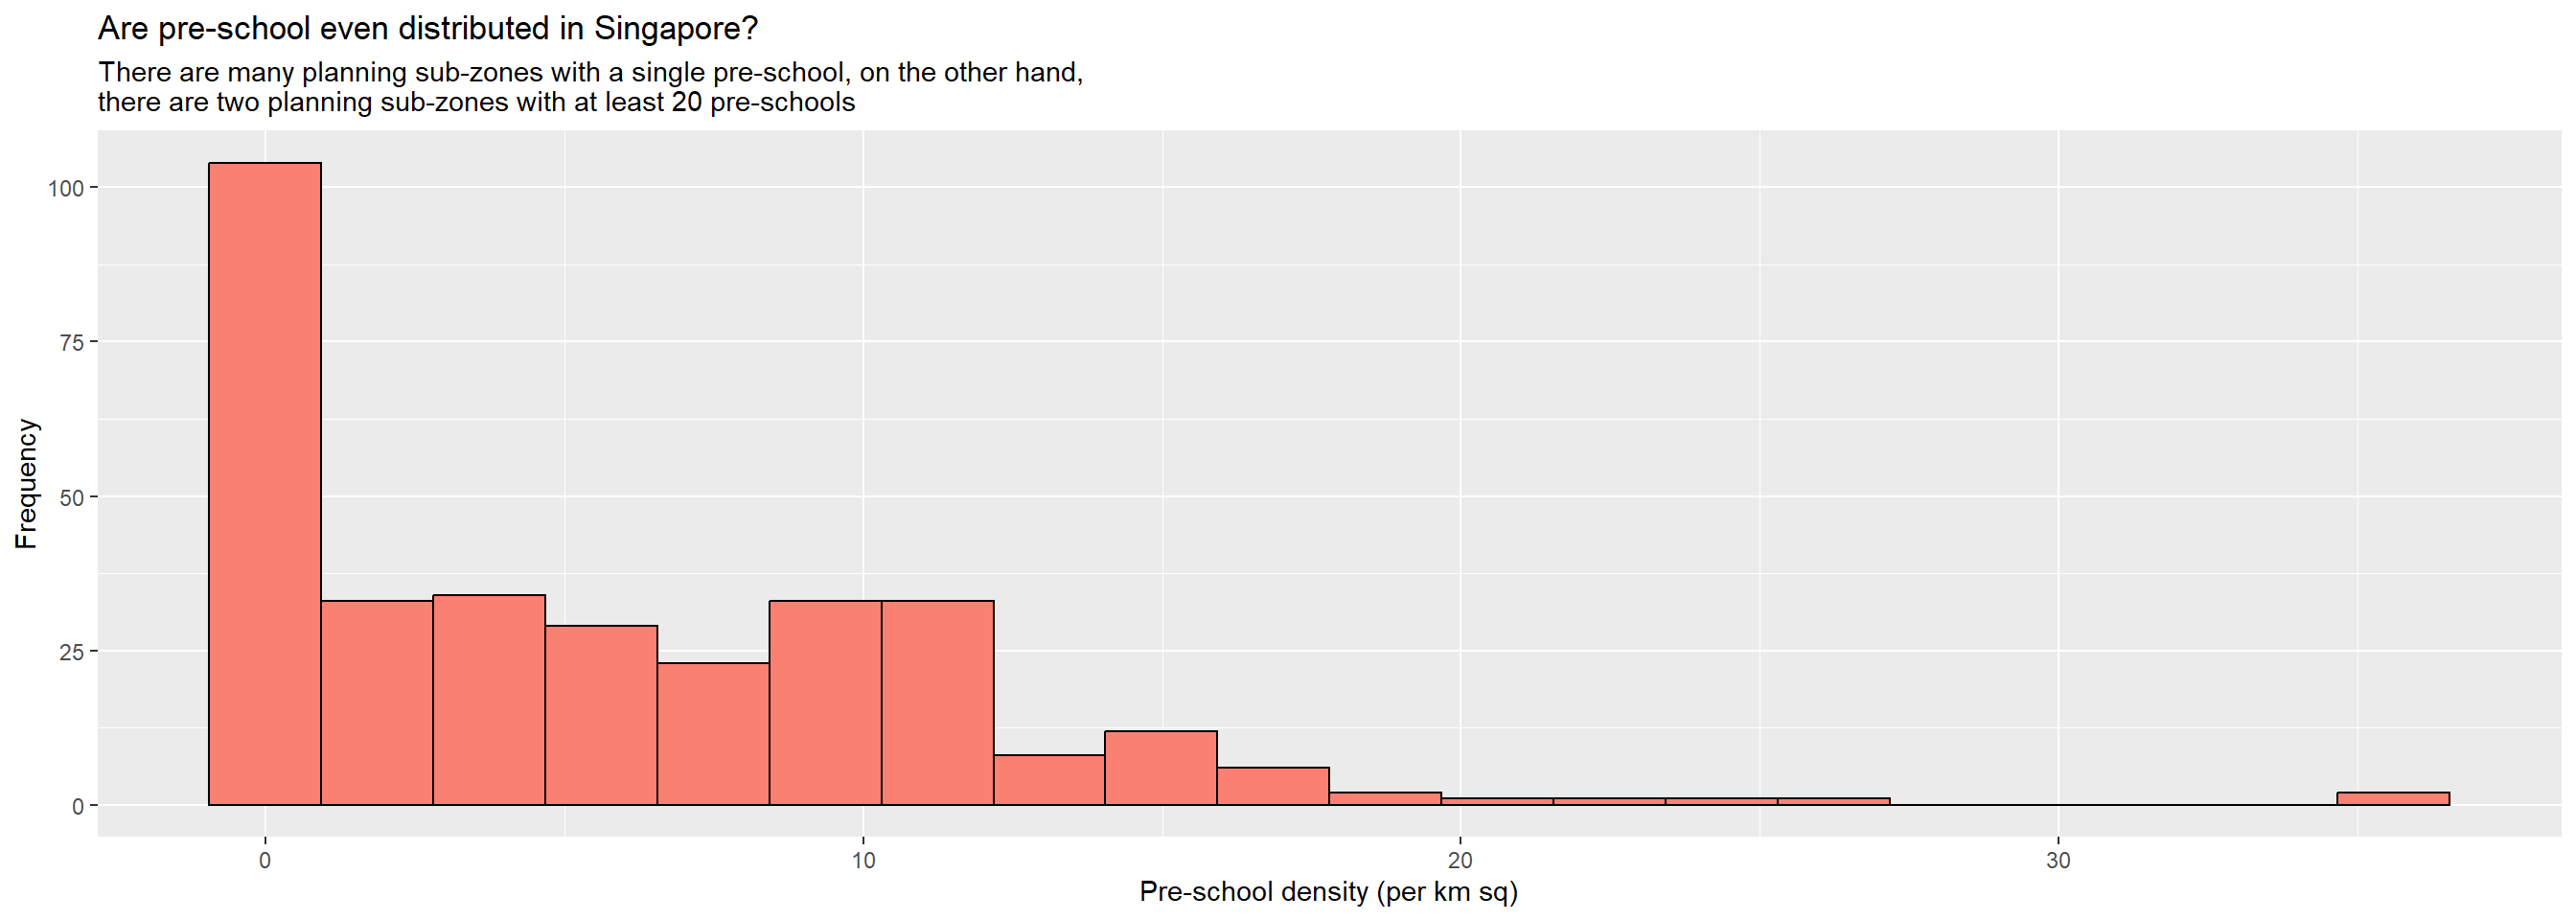 Are pre-school even distributed in Singapore?
There are many planning sub-zones with a single pre-school, on the other hand,
there are two planning sub-zones with at least 20 pre-schools
100
75
50
25
0
Frequency
0 10 20 30
Pre-school density (per km sq)